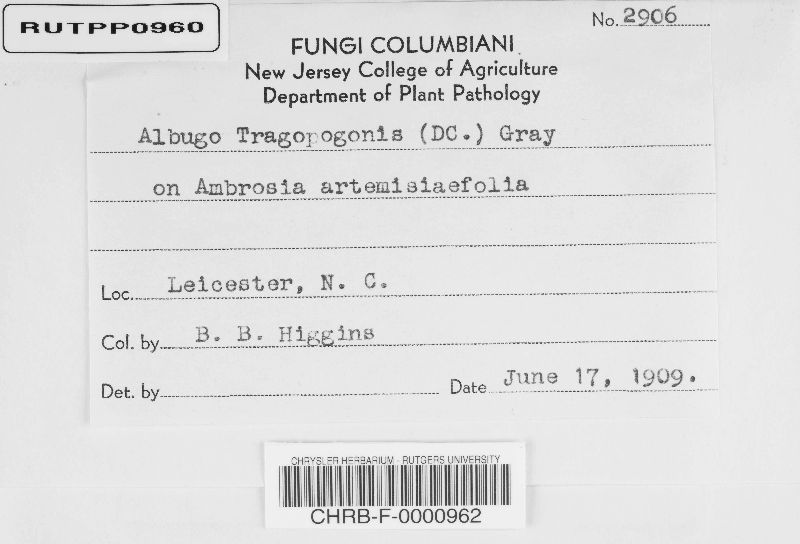 RUTPP0960
No. 2906
FUNGI COLUMBIANI
New Jersey College of Agriculture
Department of Plant Pathology
Albugo Tragopogonis (DC.) Gray
on Ambrosia artemisiaefolia
Loc. Leicester, N. C.
Col. by B. B. Higgins
Det. by
Date June 17, 1909.
CHRYSLER HERBARIUM - RUTGERS UNIVERSITY
CHRB-F-0000962